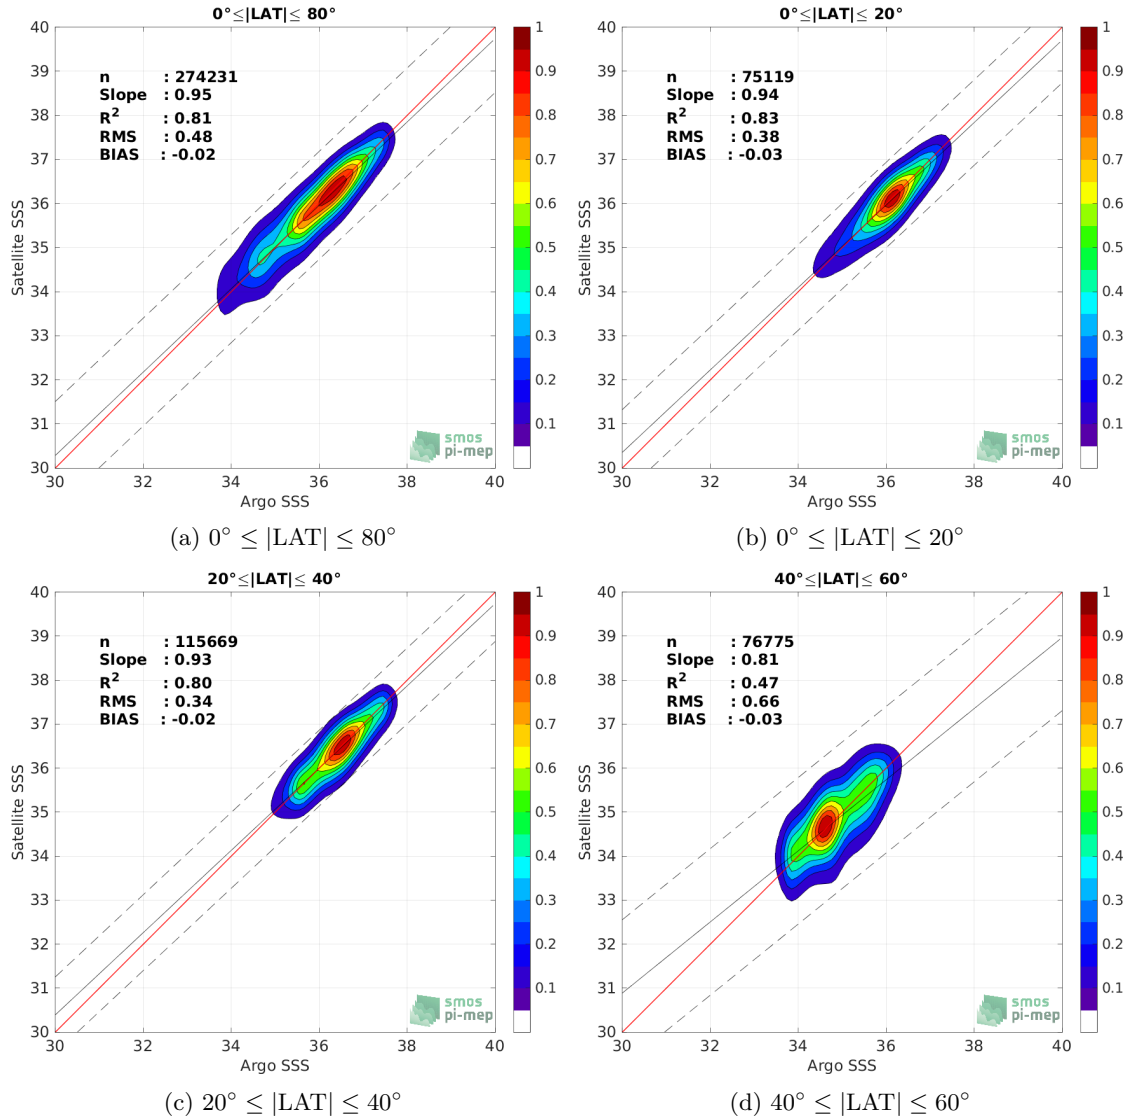 0°≤|LAT|≤ 80°
40
39
38
37
36
35
34
33
32
31
30
Satellite SSS
n : 274231
Slope : 0.95
R² : 0.81
RMS : 0.48
BIAS : -0.02
smos
pi-mep
30 32 34 36 38 40
Argo SSS
1
0.9
0.8
0.7
0.6
0.5
0.4
0.3
0.2
0.1
(a) 0° ≤ |LAT| ≤ 80°
0°≤|LAT|≤ 20°
40
39
38
37
36
35
34
33
32
31
30
Satellite SSS
n : 75119
Slope : 0.94
R² : 0.83
RMS : 0.38
BIAS : -0.03
smos
pi-mep
30 32 34 36 38 40
Argo SSS
1
0.9
0.8
0.7
0.6
0.5
0.4
0.3
0.2
0.1
(b) 0° ≤ |LAT| ≤ 20°
20°≤|LAT|≤ 40°
40
39
38
37
36
35
34
33
32
31
30
Satellite SSS
n : 115669
Slope : 0.93
R² : 0.80
RMS : 0.34
BIAS : -0.02
smos
pi-mep
30 32 34 36 38 40
Argo SSS
1
0.9
0.8
0.7
0.6
0.5
0.4
0.3
0.2
0.1
(c) 20° ≤ |LAT| ≤ 40°
40°≤|LAT|≤ 60°
40
39
38
37
36
35
34
33
32
31
30
Satellite SSS
n : 76775
Slope : 0.81
R² : 0.47
RMS : 0.66
BIAS : -0.03
smos
pi-mep
30 32 34 36 38 40
Argo SSS
1
0.9
0.8
0.7
0.6
0.5
0.4
0.3
0.2
0.1
(d) 40° ≤ |LAT| ≤ 60°